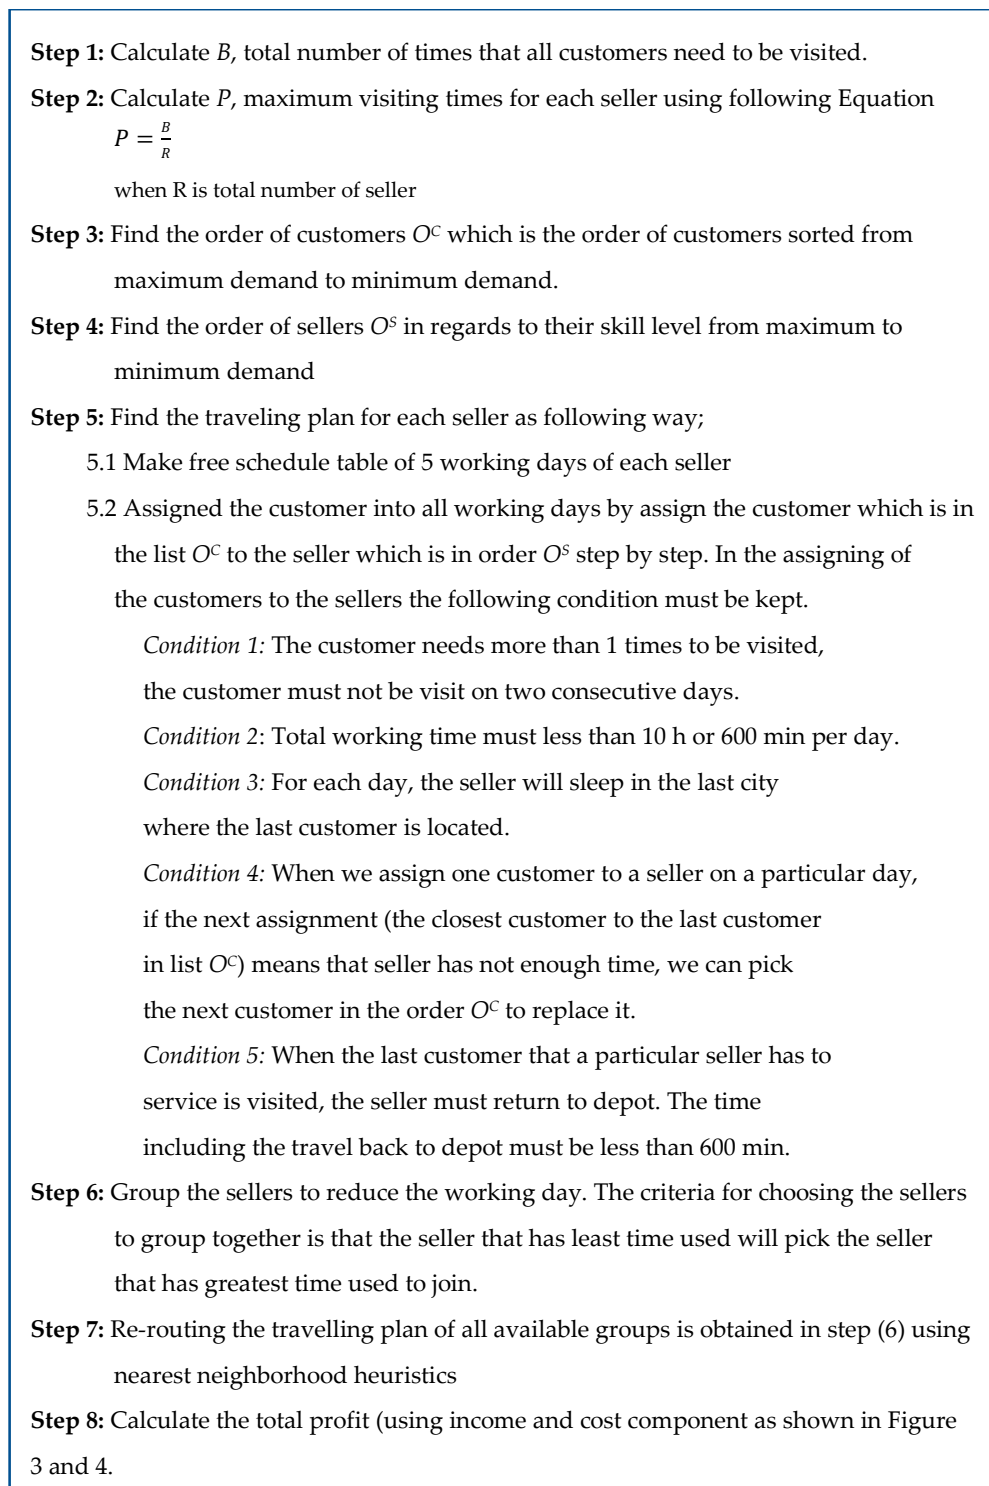 Step 1: Calculate B, total number of times that all customers need to be visited.
Step 2: Calculate P, maximum visiting times for each seller using following Equation
P = B/R
when R is total number of seller
Step 3: Find the order of customers O^C which is the order of customers sorted from
maximum demand to minimum demand.
Step 4: Find the order of sellers O^S in regards to their skill level from maximum to
minimum demand
Step 5: Find the traveling plan for each seller as following way;
5.1 Make free schedule table of 5 working days of each seller
5.2 Assigned the customer into all working days by assign the customer which is in
the list O^C to the seller which is in order O^S step by step. In the assigning of
the customers to the sellers the following condition must be kept.
Condition 1: The customer needs more than 1 times to be visited,
the customer must not be visit on two consecutive days.
Condition 2: Total working time must less than 10 h or 600 min per day.
Condition 3: For each day, the seller will sleep in the last city
where the last customer is located.
Condition 4: When we assign one customer to a seller on a particular day,
if the next assignment (the closest customer to the last customer
in list O^C) means that seller has not enough time, we can pick
the next customer in the order O^C to replace it.
Condition 5: When the last customer that a particular seller has to
service is visited, the seller must return to depot. The time
including the travel back to depot must be less than 600 min.
Step 6: Group the sellers to reduce the working day. The criteria for choosing the sellers
to group together is that the seller that has least time used will pick the seller
that has greatest time used to join.
Step 7: Re-routing the travelling plan of all available groups is obtained in step (6) using
nearest neighborhood heuristics
Step 8: Calculate the total profit (using income and cost component as shown in Figure
3 and 4.